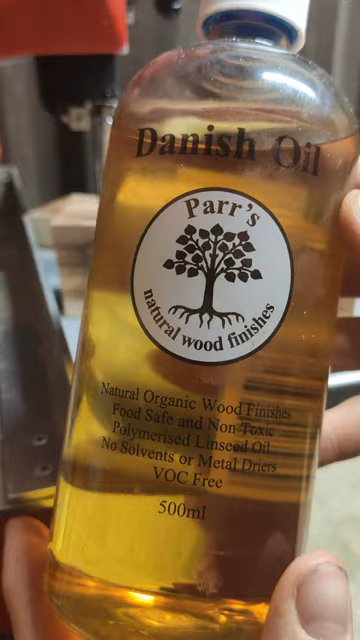 Danish Oil
Parr's
natural wood finishes
Natural Organic Wood Finishes
Food Safe and Non Toxic
Polymerised Linseed Oil
No Solvents or Metal Driers
VOC Free
500ml